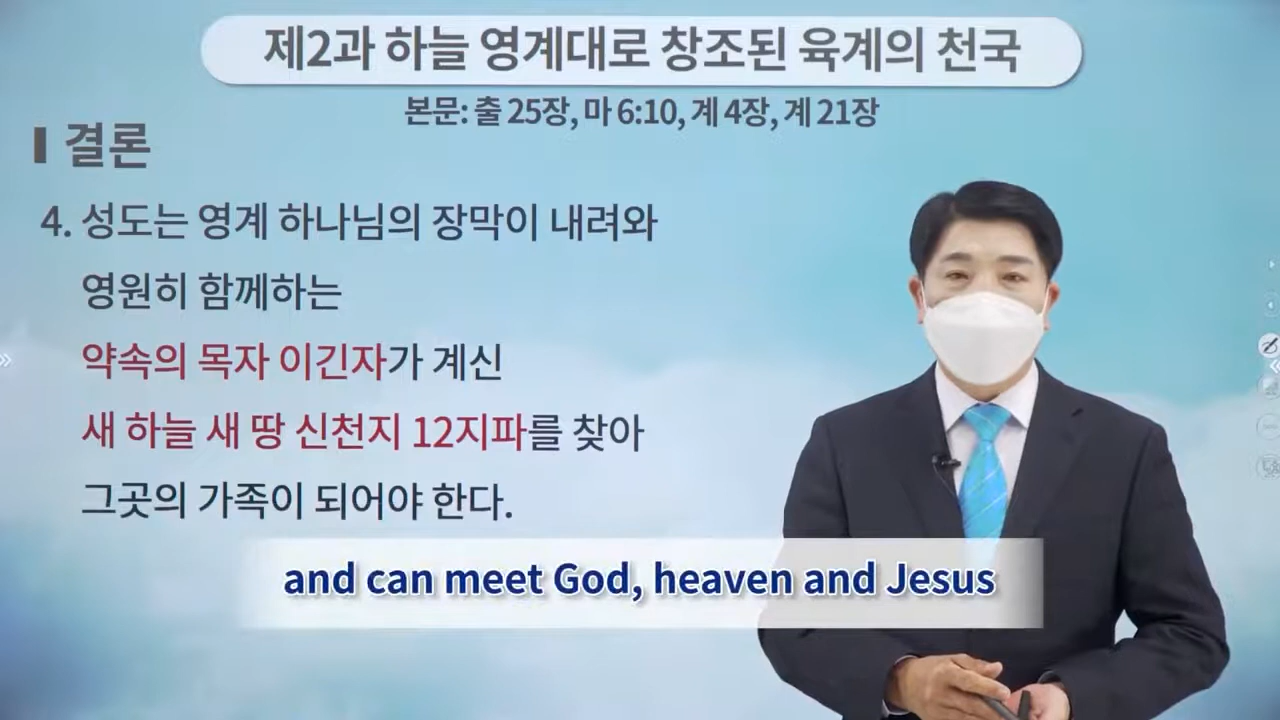 제2과 하늘 영계대로 창조된 육계의 천국
본문: 출 25장, 마 6:10, 계 4장, 계 21장
결론
4. 성도는 영계 하나님의 장막이 내려와
영원히 함께하는
약속의 목자 이긴자가 계신
새 하늘 새 땅 신천지 12지파를 찾아
그곳의 가족이 되어야 한다.
and can meet God, heaven and Jesus